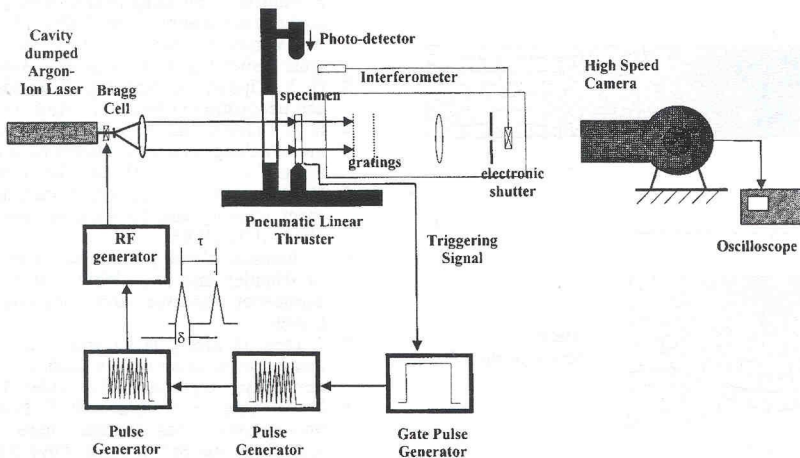 Cavity
dumped
Argon-
Ion Laser
Bragg
Cell
Photo-detector
Interferometer
specimen
gratings
electronic
shutter
High Speed
Camera
Oscilloscope
Pneumatic Linear
Thruster
Triggering
Signal
RF
generator
τ
δ
Pulse
Generator
Pulse
Generator
Gate Pulse
Generator